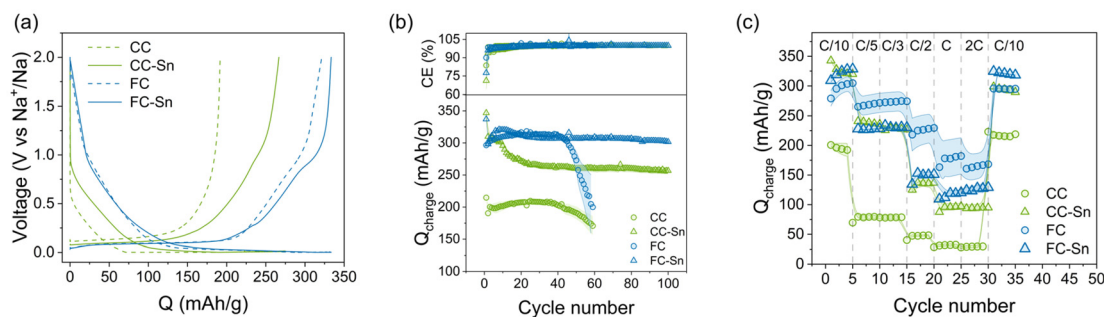 (a)
CC
CC-Sn
FC
FC-Sn
Voltage (V vs Na⁺/Na)
2.0
1.5
1.0
0.5
0.0
0 50 100 150 200 250 300 350
Q (mAh/g)
(b)
CE (%)
105
90
75
60
Q_charge (mAh/g)
350
300
250
200
150
100
CC
CC-Sn
FC
FC-Sn
0 20 40 60 80 100
Cycle number
(c)
C/10 C/5 C/3 C/2 C 2C C/10
Q_charge (mAh/g)
350
300
250
200
150
100
50
0
CC
CC-Sn
FC
FC-Sn
0 5 10 15 20 25 30 35 40 45 50
Cycle number